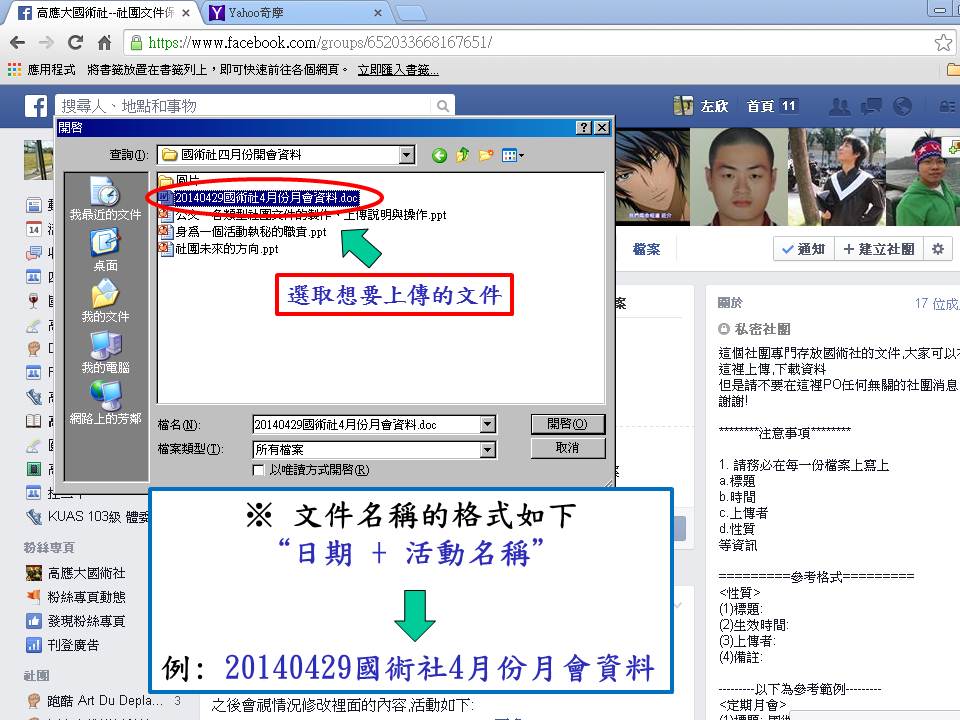 高應大國術社--社團文件保
Yahoo奇摩
https://www.facebook.com/groups/652033668167651/
應用程式 將書籤放置在書籤列上，即可快速前往各個網頁。 立即匯入書籤...
搜尋人、地點和事物
左欣 首頁 11
開啓
查詢(I): 國術社四月份開會資料
圖片
20140429國術社4月份月會資料.doc
公文、各類型社團文件的製作、上傳說明與操作.ppt
身為一個活動執秘的職責.ppt
社團未來的方向.ppt
我最近的文件
桌面
我的文件
我的電腦
網路上的芳鄰
選取想要上傳的文件
檔名(N): 20140429國術社4月份月會資料.doc 開啓(O)
檔案類型(T): 所有檔案 取消
以唯讀方式開啓(R)
檔案 通知 + 建立社團
關於 17 位成
私密社團
這個社團專門存放國術社的文件,大家可以
這裡上傳,下載資料
但是請不要在這裡PO任何無關的社團消息
謝謝!
********注意事項********
1. 請務必在每一份檔案上寫上
a.標題
b.時間
c.上傳者
d.性質
等資訊
=========參考格式=========
<性質>
(1)標題:
(2)生效時間:
(3)上傳者:
(4)備註:
---------以下為參考範例---------
<定期月會>
KUAS 103級 體委
粉絲專頁
高應大國術社
粉絲專頁動態
發現粉絲專頁
刊登廣告
社團
跑酷 Art Du Depla... 3
※ 文件名稱的格式如下
“日期 + 活動名稱”
例: 20140429國術社4月份月會資料
之後會視情況修改裡面的內容,活動如下: